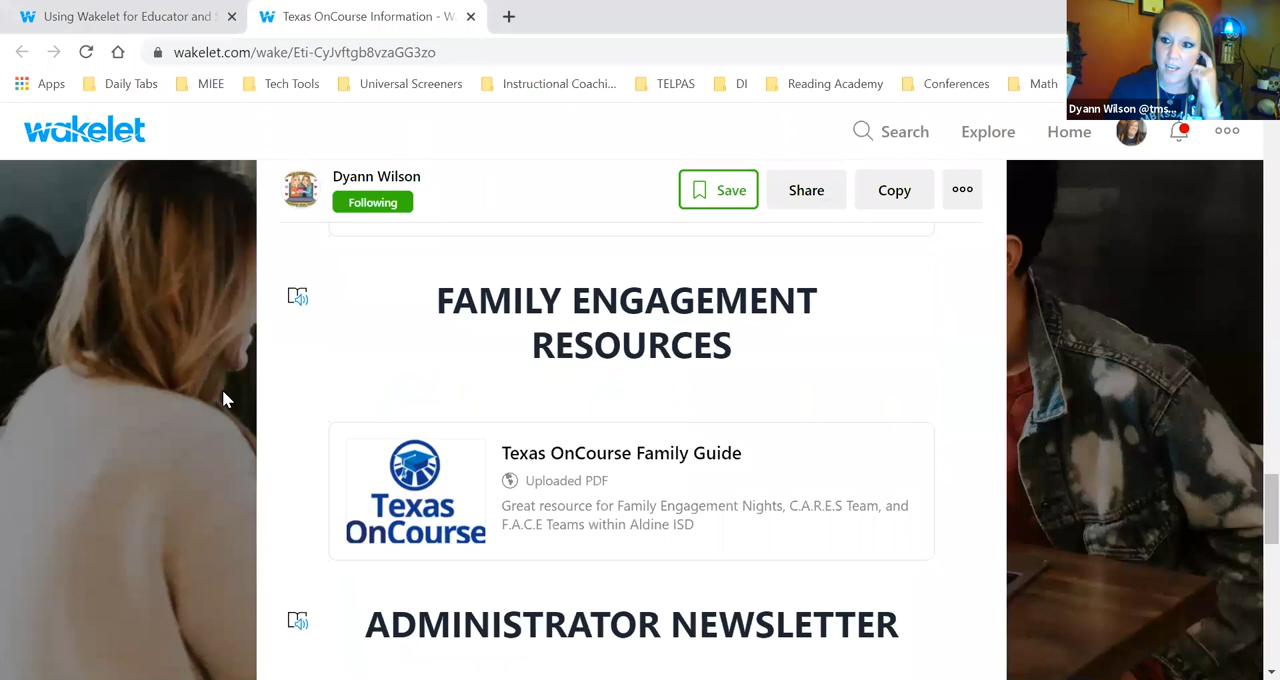 Using Wakelet for Educator and S
Texas OnCourse Information - W
wakelet.com/wake/Eti-CyJvftgb8vzaGG3zo
Apps
Daily Tabs
MIEE
Tech Tools
Universal Screeners
Instructional Coachi...
TELPAS
DI
Reading Academy
Conferences
Math
Dyann Wilson @tms...
wakelet
Search
Explore
Home
Dyann Wilson
Following
Save
Share
Copy
FAMILY ENGAGEMENT
RESOURCES
Texas
OnCourse
Texas OnCourse Family Guide
Uploaded PDF
Great resource for Family Engagement Nights, C.A.R.E.S Team, and
F.A.C.E Teams within Aldine ISD
ADMINISTRATOR NEWSLETTER